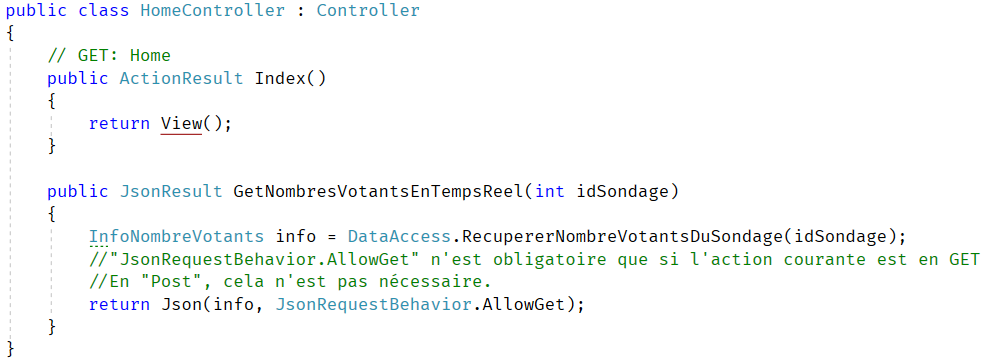 public class HomeController : Controller
{
    // GET: Home
    public ActionResult Index()
    {
        return View();
    }

    public JsonResult GetNombresVotantsEnTempsReel(int idSondage)
    {
        InfoNombreVotants info = DataAccess.RecupererNombreVotantsDuSondage(idSondage);
        //"JsonRequestBehavior.AllowGet" n'est obligatoire que si l'action courante est en GET
        //En "Post", cela n'est pas nécessaire.
        return Json(info, JsonRequestBehavior.AllowGet);
    }
}